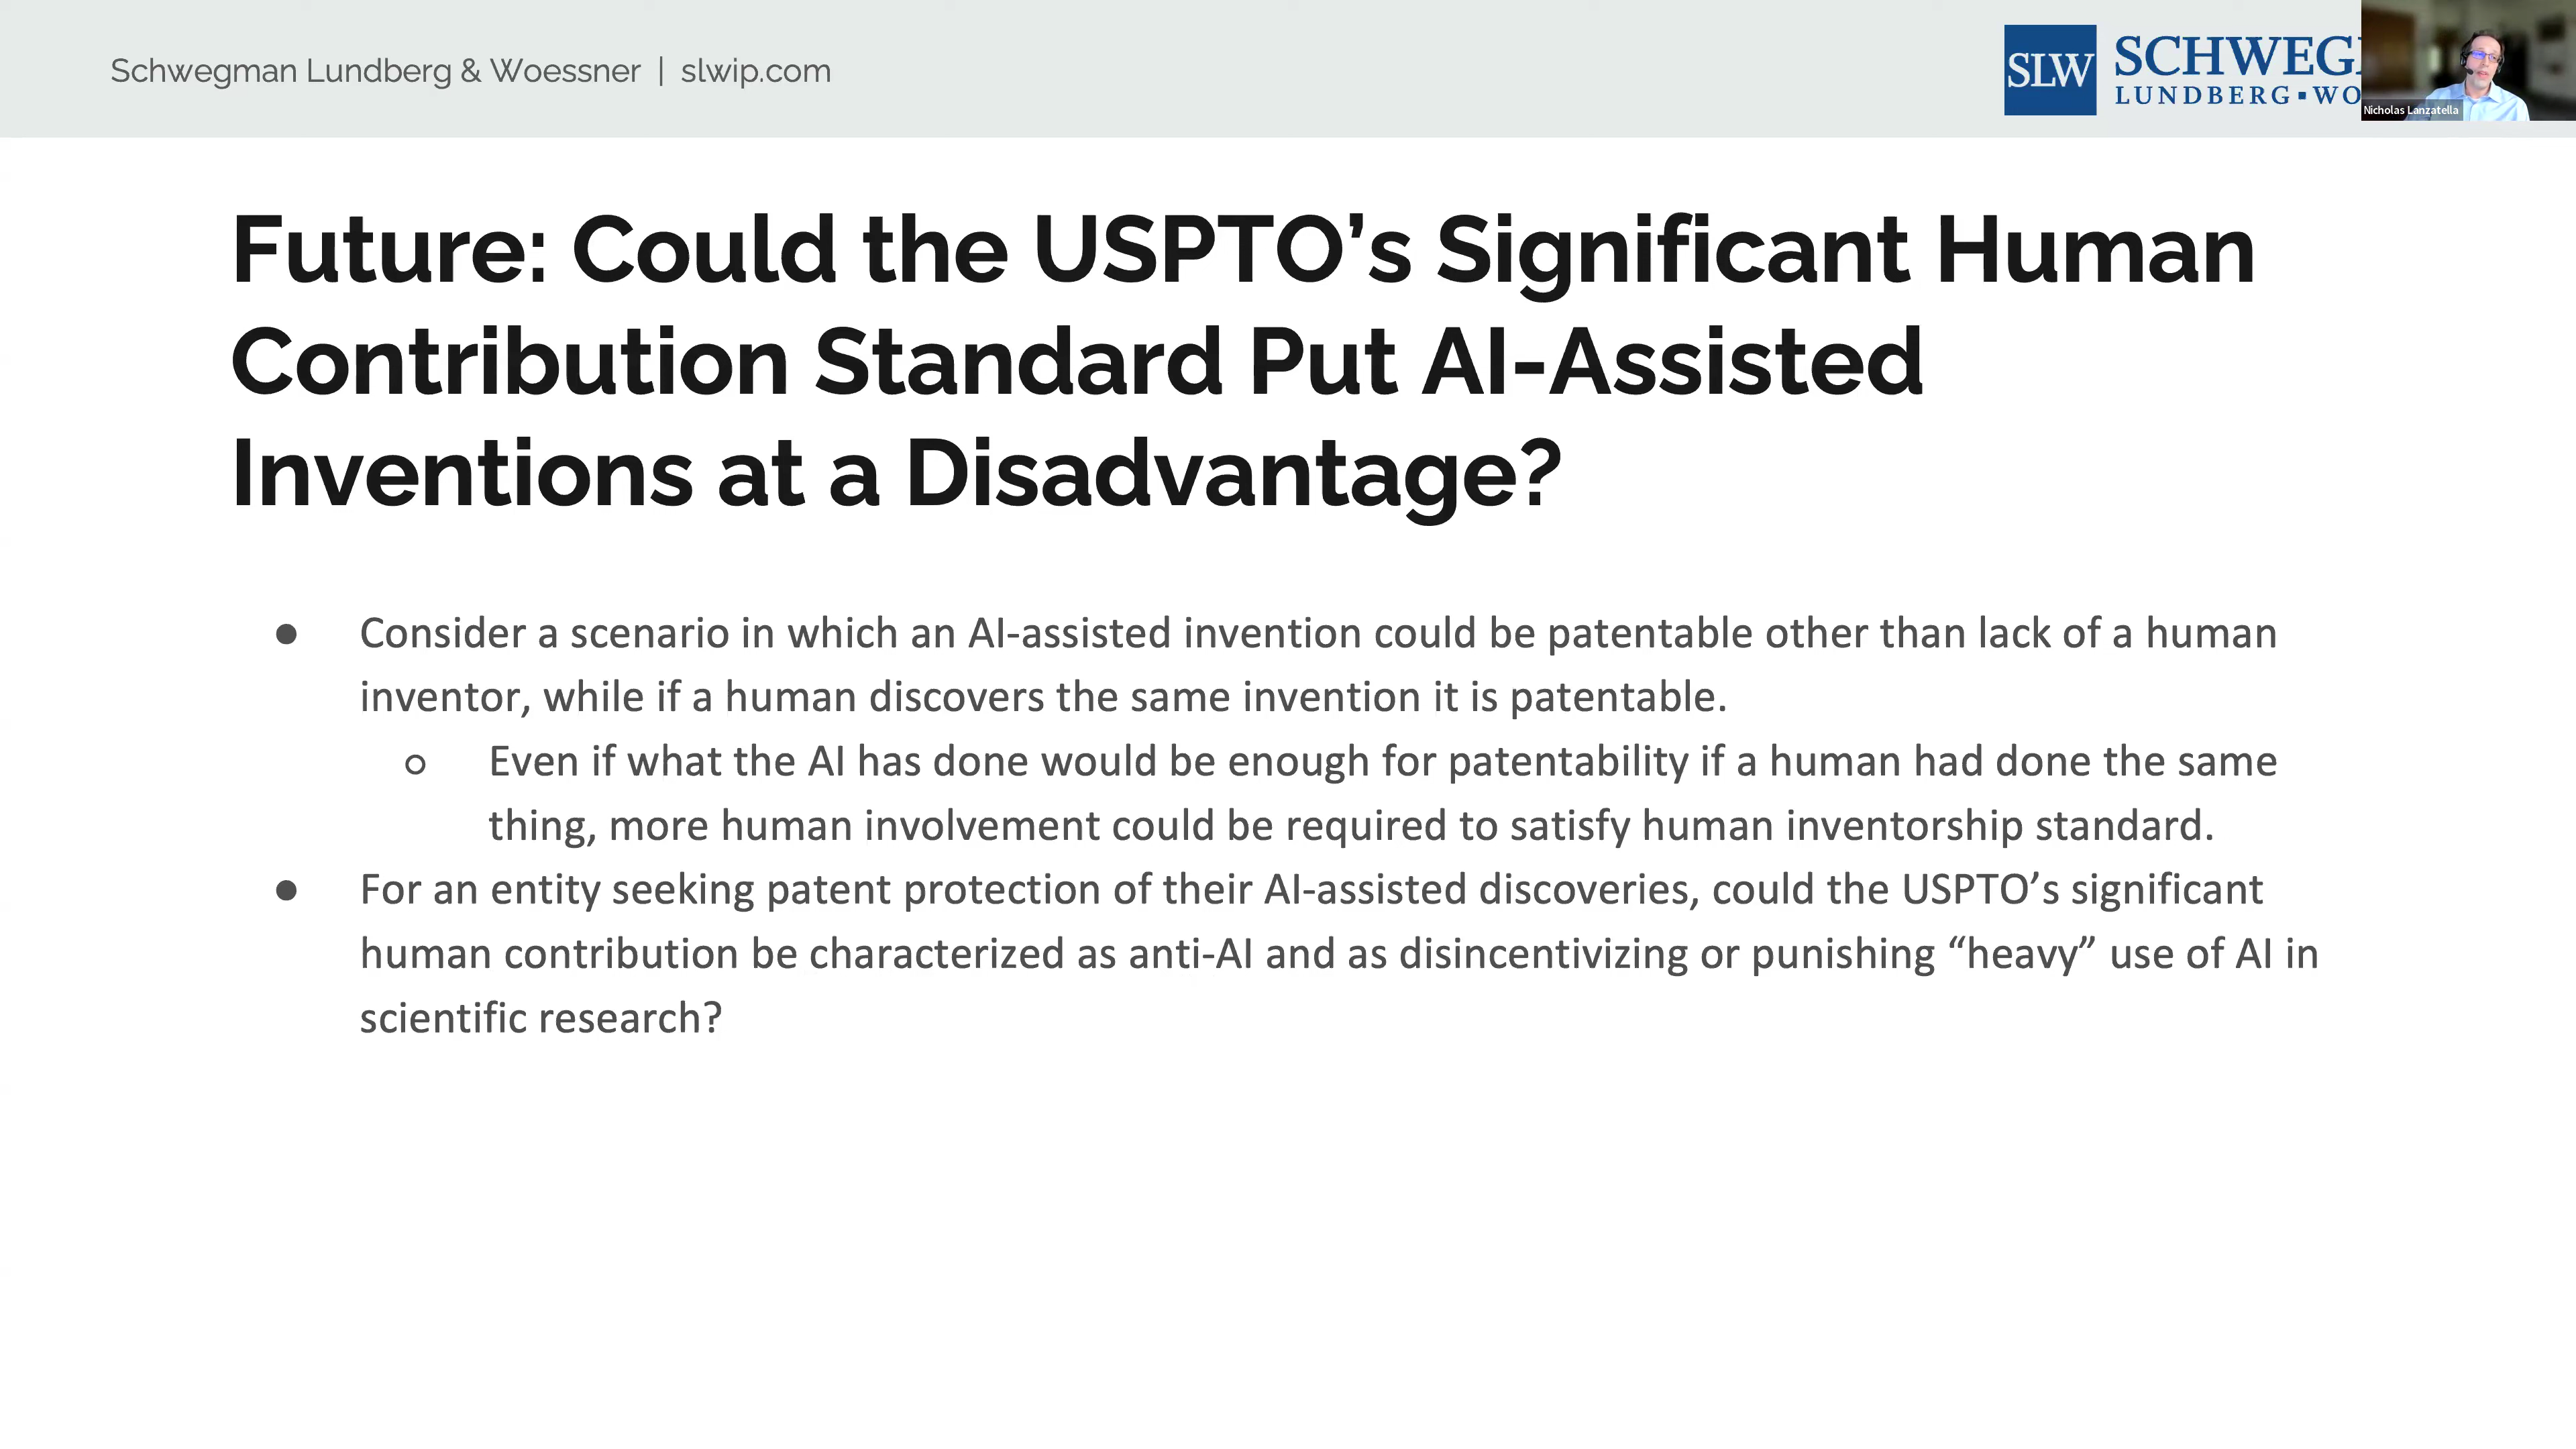 Schwegman Lundberg & Woessner | slwip.com
SLW
SCHWEG
LUNDBERG▪WO
Nicholas Lanzatella
Future: Could the USPTO’s Significant Human
Contribution Standard Put AI-Assisted
Inventions at a Disadvantage?
● Consider a scenario in which an AI-assisted invention could be patentable other than lack of a human
inventor, while if a human discovers the same invention it is patentable.
○ Even if what the AI has done would be enough for patentability if a human had done the same
thing, more human involvement could be required to satisfy human inventorship standard.
● For an entity seeking patent protection of their AI-assisted discoveries, could the USPTO’s significant
human contribution be characterized as anti-AI and as disincentivizing or punishing “heavy” use of AI in
scientific research?